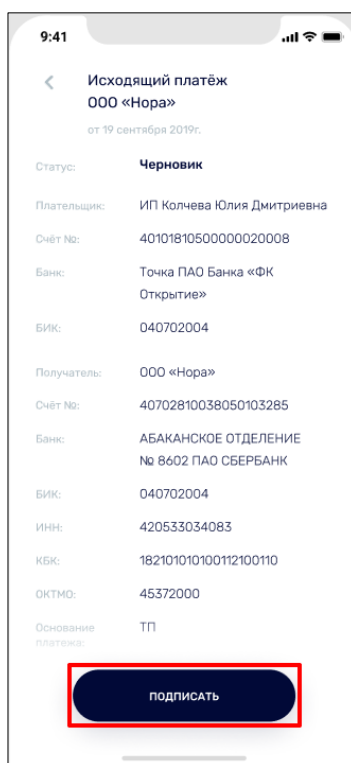 9:41
Исходящий платёж
ООО «Нора»
от 19 сентября 2019г.
Статус: Черновик
Плательщик: ИП Колчева Юлия Дмитриевна
Счёт №: 40101810500000020008
Банк: Точка ПАО Банка «ФК
Открытие»
БИК: 040702004
Получатель: ООО «Нора»
Счёт №: 40702810038050103285
Банк: АБАКАНСКОЕ ОТДЕЛЕНИЕ
№ 8602 ПАО СБЕРБАНК
БИК: 040702004
ИНН: 420533034083
КБК: 182101010100112100110
ОКТМО: 45372000
Основание ТП
платежа:
ПОДПИСАТЬ